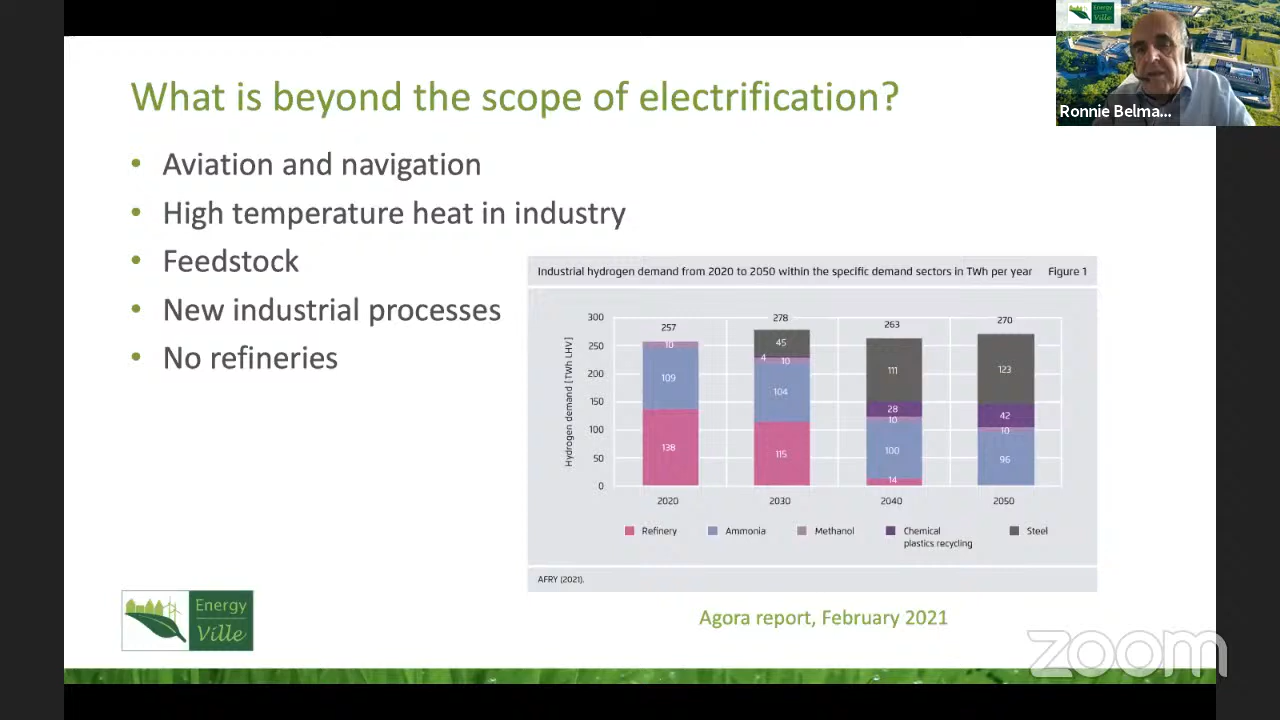 Energy
Ville
Ronnie Belma...
What is beyond the scope of electrification?
• Aviation and navigation
• High temperature heat in industry
• Feedstock
• New industrial processes
• No refineries
Industrial hydrogen demand from 2020 to 2050 within the specific demand sectors in TWh per year Figure 1
Hydrogen demand [TWh LHV]
300
250
200
150
100
50
0
257
10
109
138
2020
278
45
4
10
104
115
2030
263
111
28
10
100
14
2040
270
123
42
10
96
2050
Refinery
Ammonia
Methanol
Chemical
plastics recycling
Steel
AFRY (2021).
Agora report, February 2021
Energy
Ville
zoom